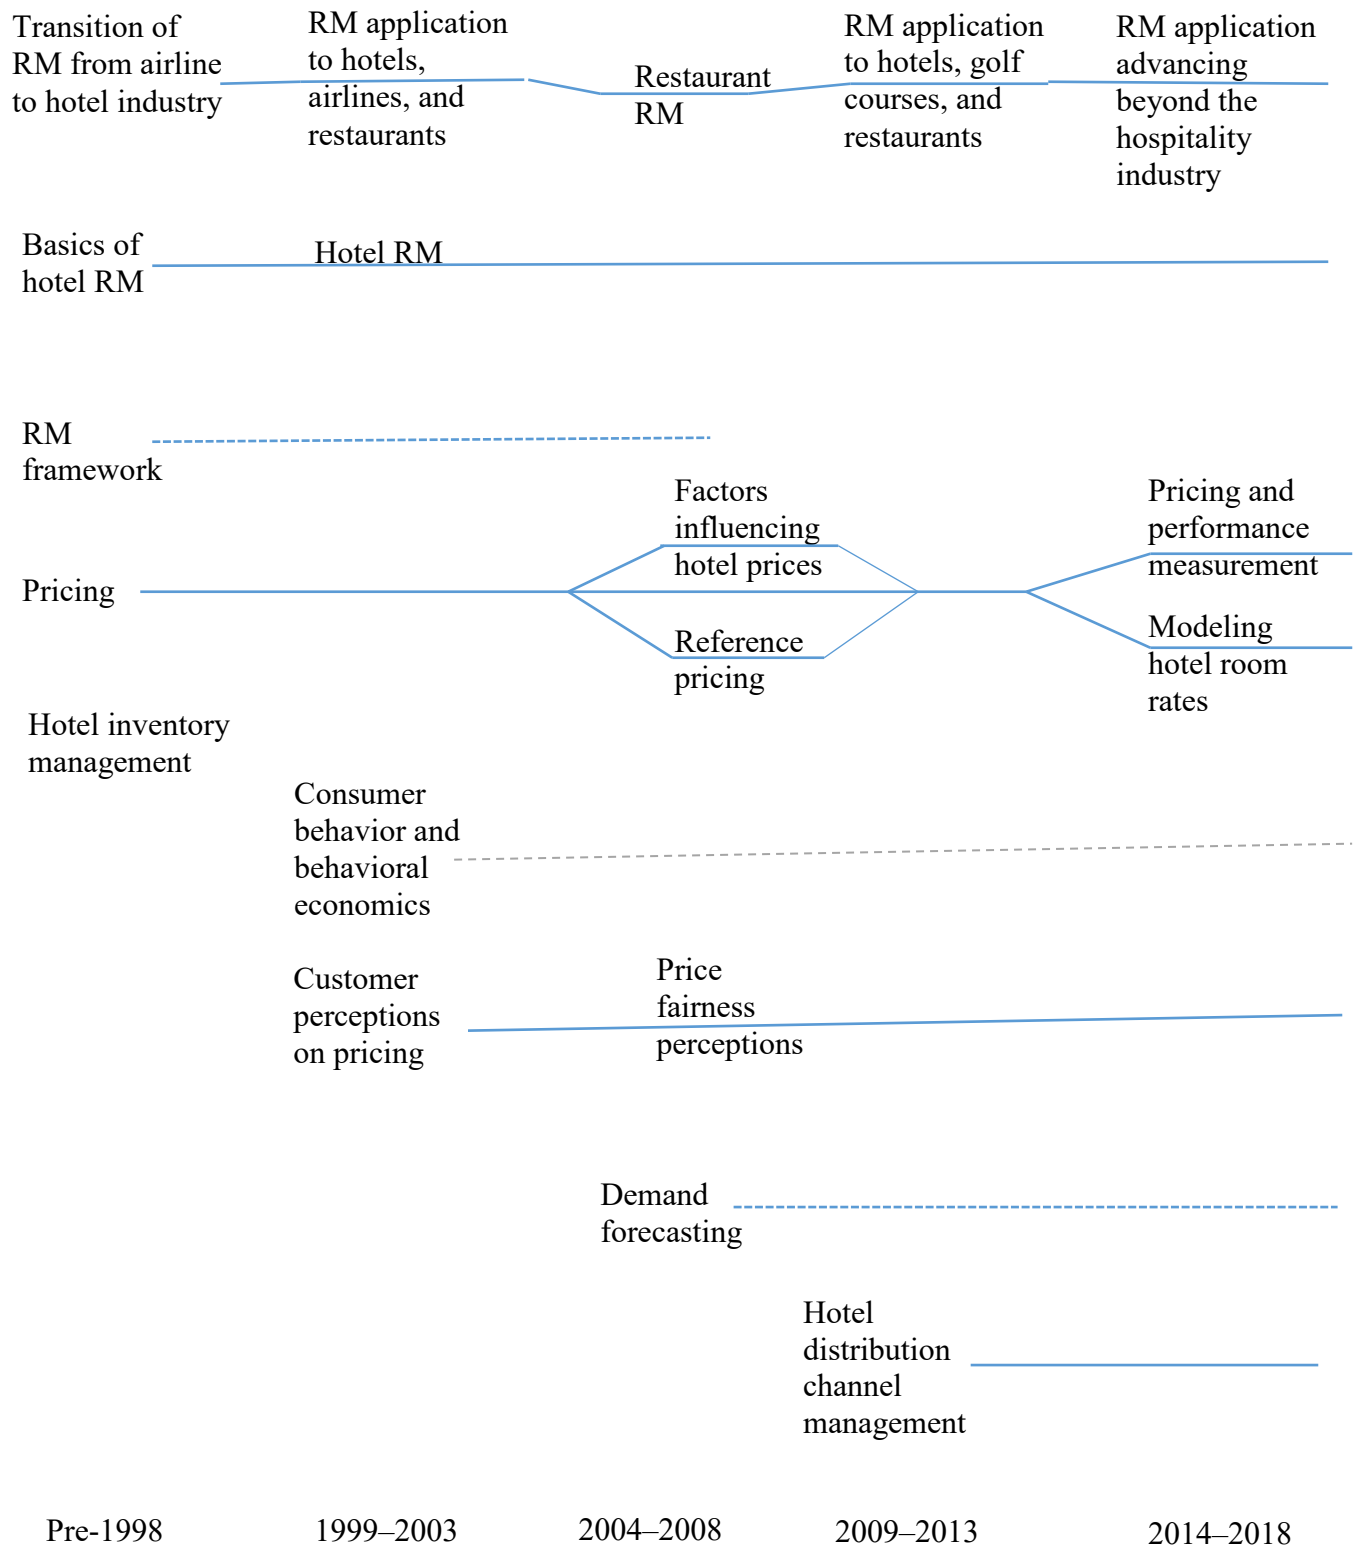 Transition of
RM from airline
to hotel industry
RM application
to hotels,
airlines, and
restaurants
Restaurant
RM
RM application
to hotels, golf
courses, and
restaurants
RM application
advancing
beyond the
hospitality
industry
Basics of
hotel RM
Hotel RM
RM
framework
Pricing
Factors
influencing
hotel prices
Reference
pricing
Pricing and
performance
measurement
Modeling
hotel room
rates
Hotel inventory
management
Consumer
behavior and
behavioral
economics
Customer
perceptions
on pricing
Price
fairness
perceptions
Demand
forecasting
Hotel
distribution
channel
management
Pre-1998
1999–2003
2004–2008
2009–2013
2014–2018